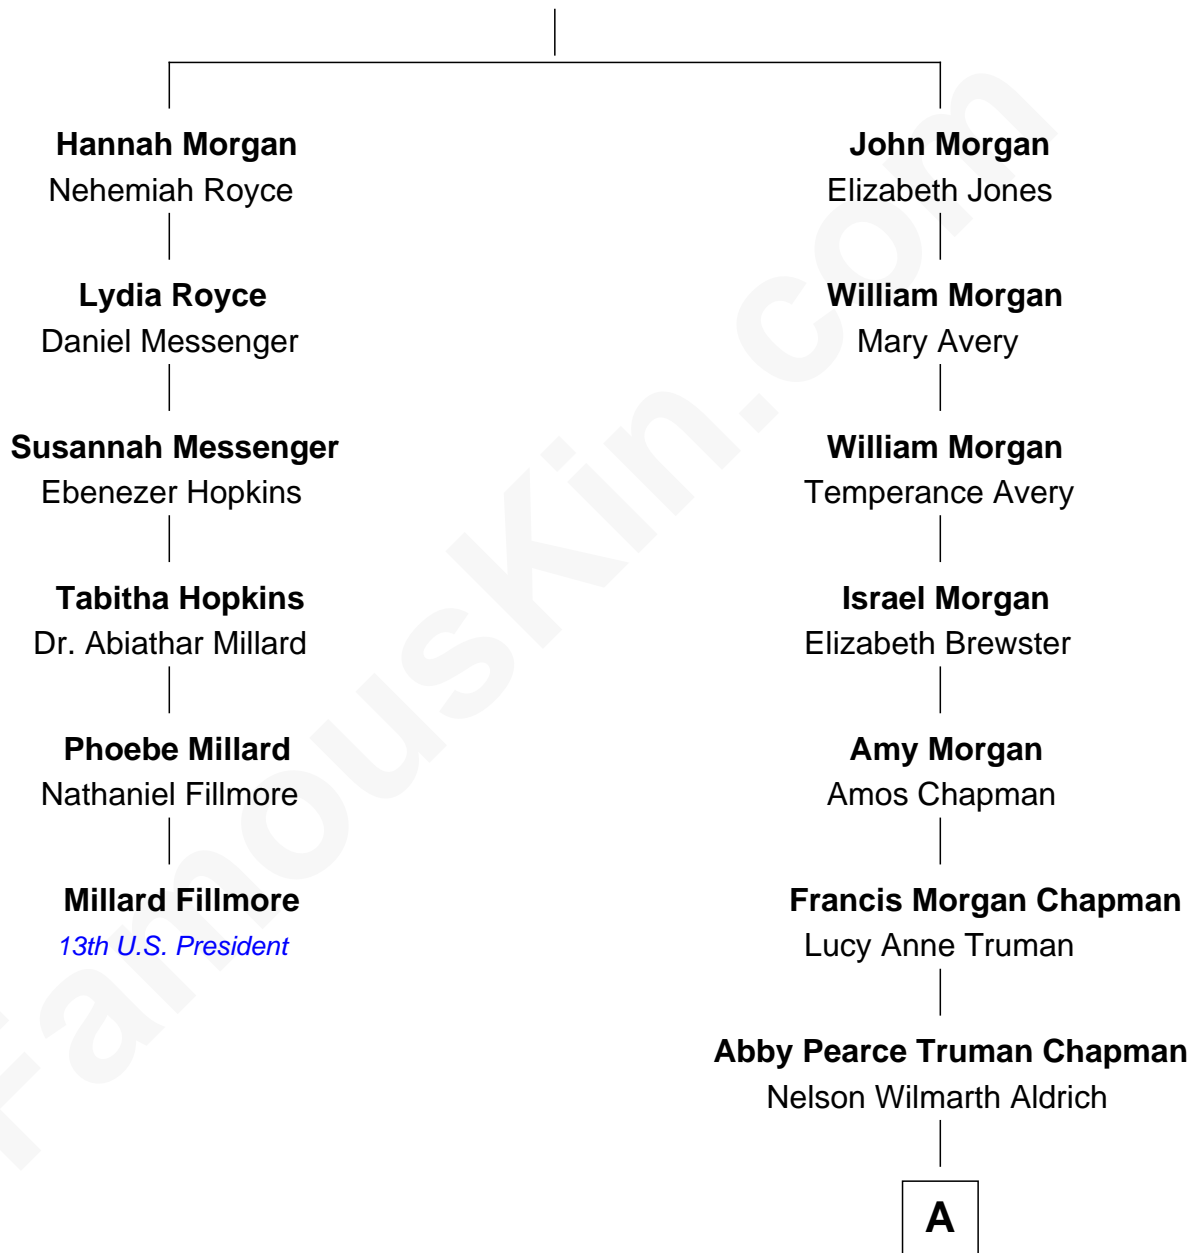 Hannah Morgan
Nehemiah Royce
Lydia Royce
Daniel Messenger
Susannah Messenger
Ebenezer Hopkins
Tabitha Hopkins
Dr. Abiathar Millard
Phoebe Millard
Nathaniel Fillmore
Millard Fillmore
13th U.S. President
John Morgan
Elizabeth Jones
William Morgan
Mary Avery
William Morgan
Temperance Avery
Israel Morgan
Elizabeth Brewster
Amy Morgan
Amos Chapman
Francis Morgan Chapman
Lucy Anne Truman
Abby Pearce Truman Chapman
Nelson Wilmarth Aldrich
A
FamousKin.com